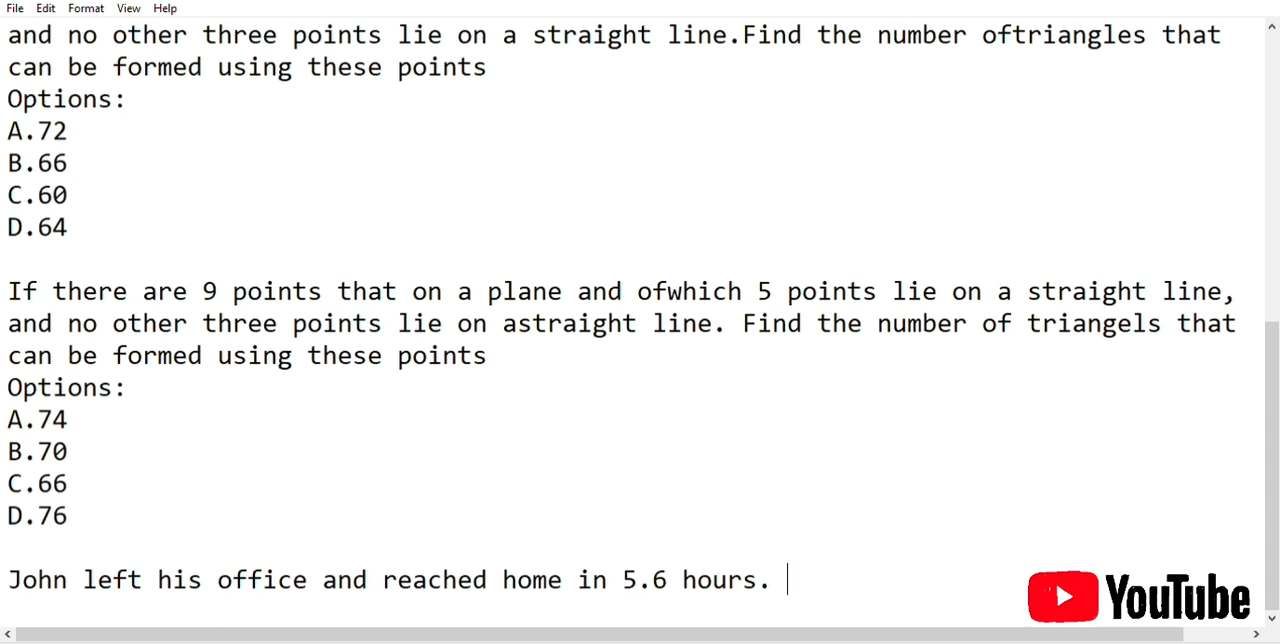 File Edit Format View Help
and no other three points lie on a straight line.Find the number oftriangles that
can be formed using these points
Options:
A.72
B.66
C.60
D.64
If there are 9 points that on a plane and ofwhich 5 points lie on a straight line,
and no other three points lie on astraight line. Find the number of triangels that
can be formed using these points
Options:
A.74
B.70
C.66
D.76
John left his office and reached home in 5.6 hours.
YouTube